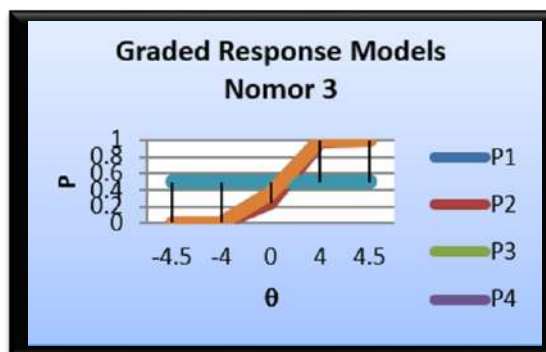 Graded Response Models
Nomor 3
P
1
0.8
0.6
0.4
0.2
0
-4.5 -4 0 4 4.5
θ
P1
P2
P3
P4